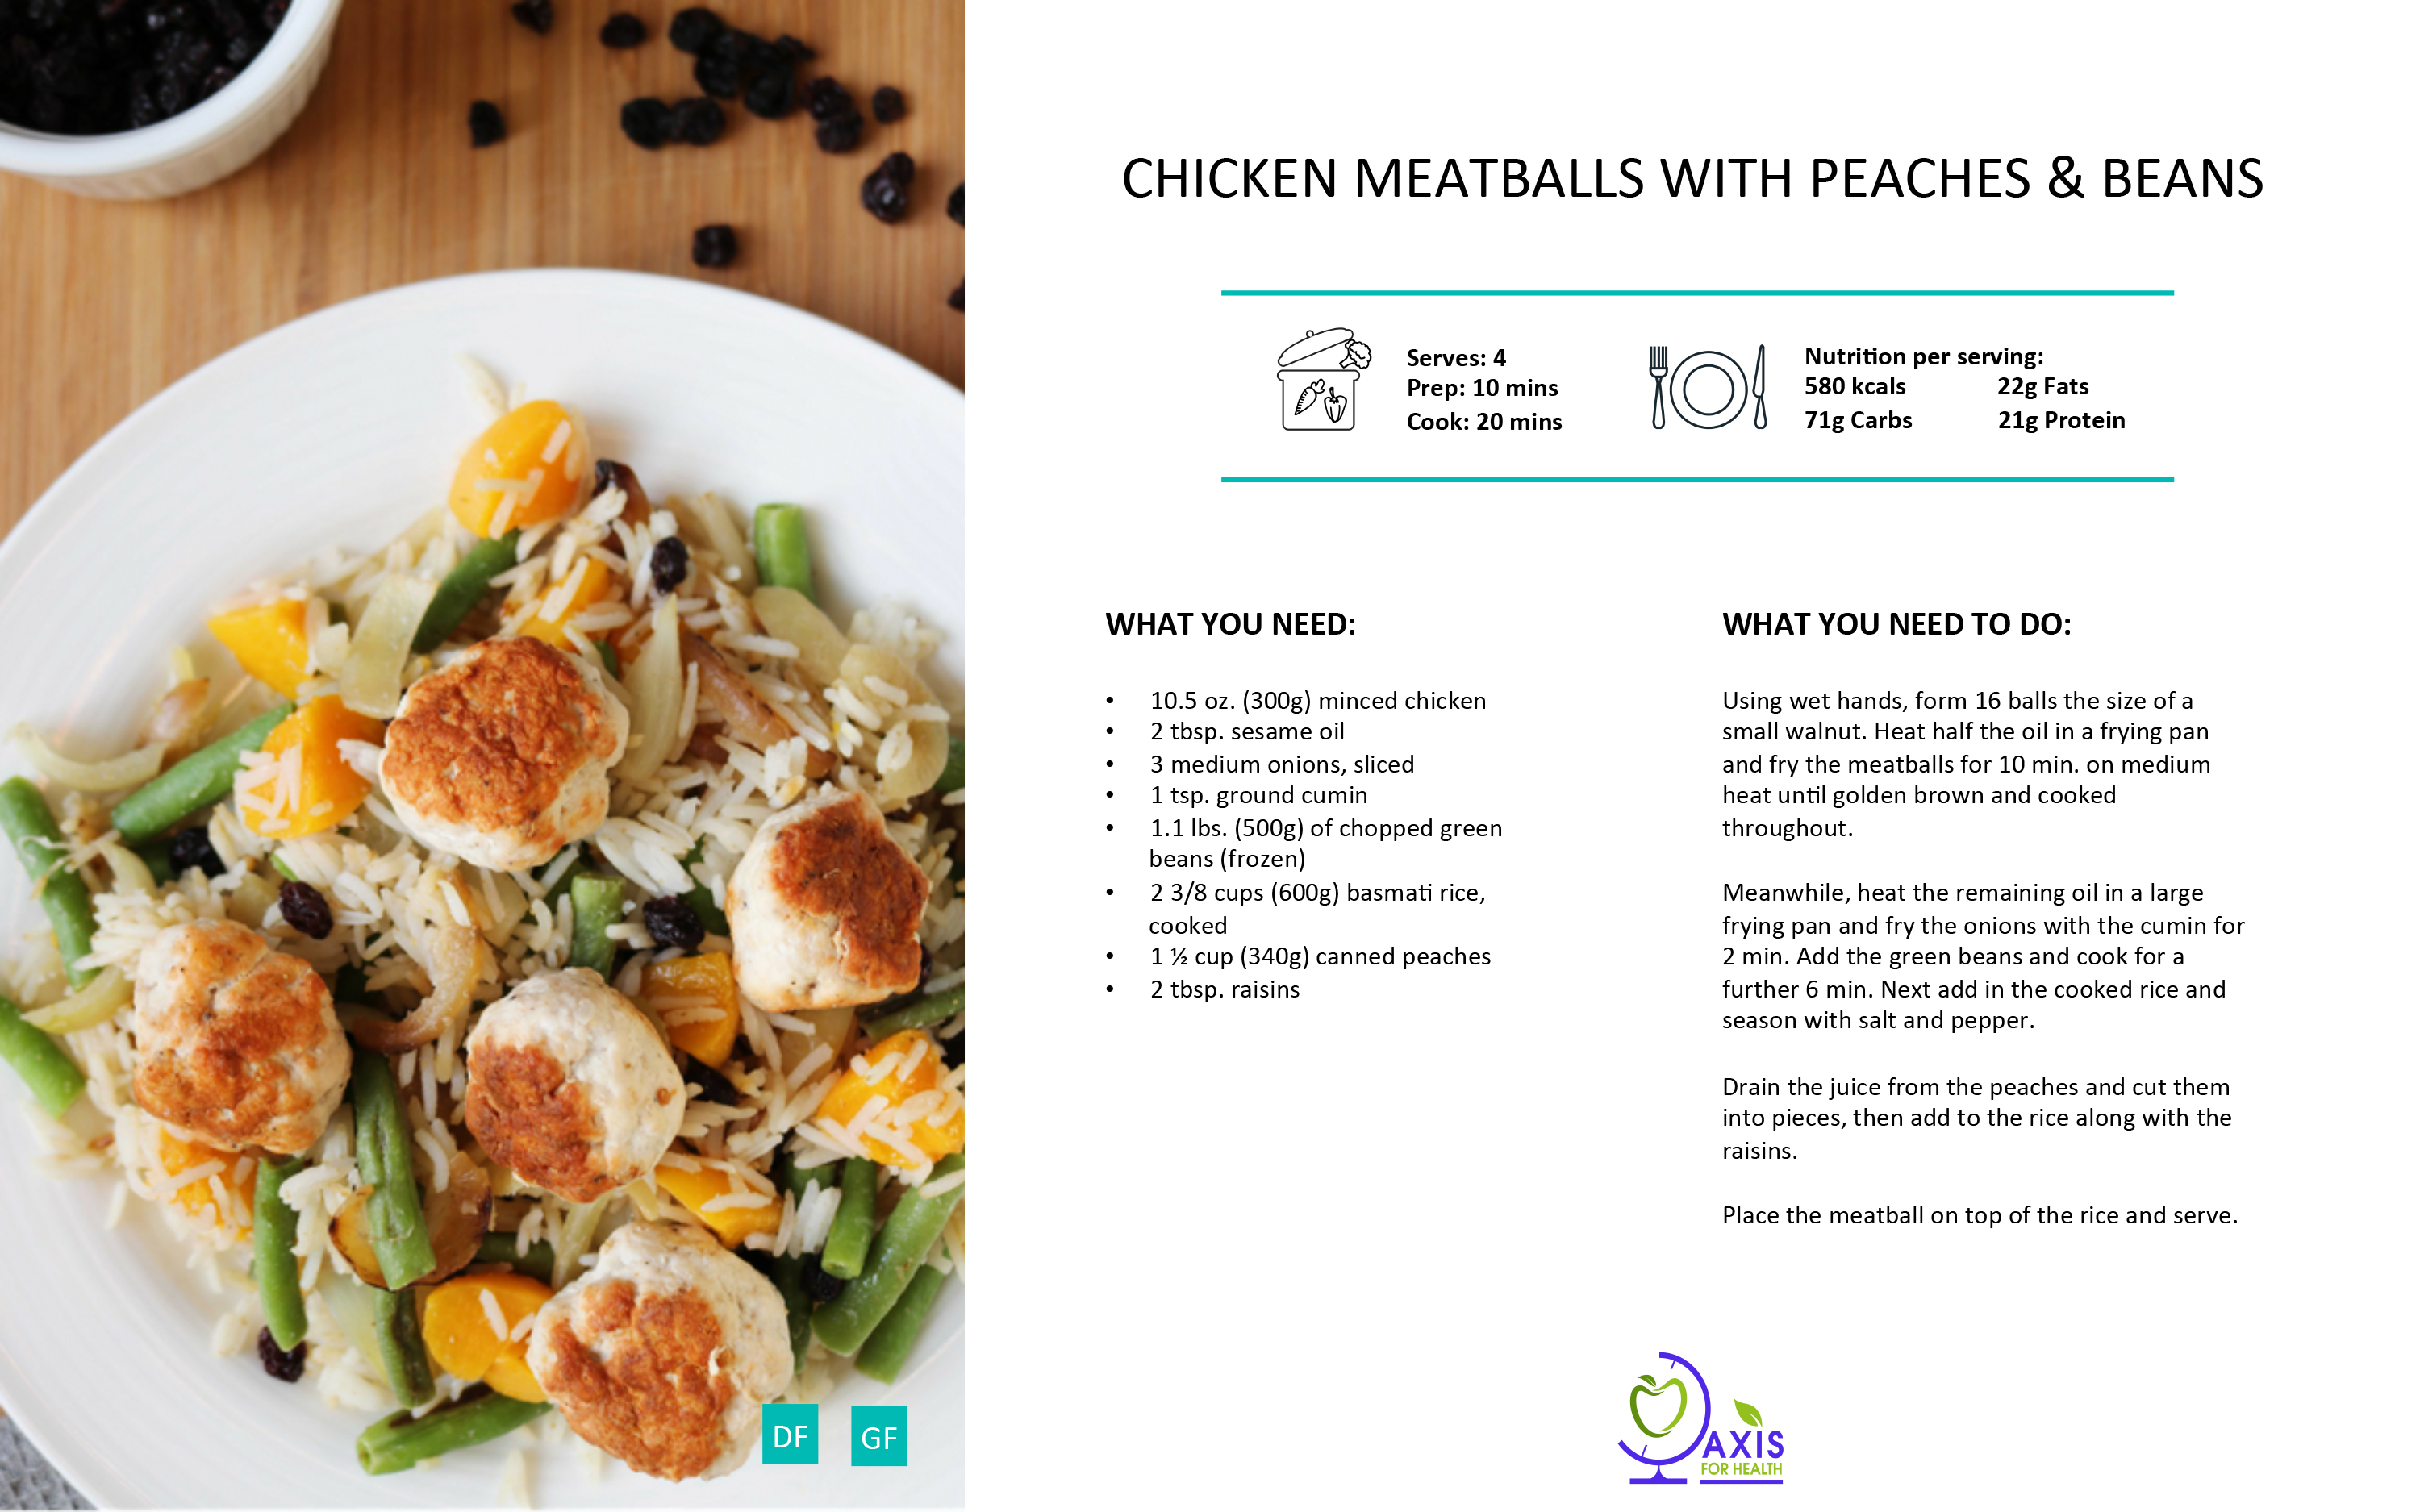 CHICKEN MEATBALLS WITH PEACHES & BEANS
Serves: 4
Prep: 10 mins
Cook: 20 mins
Nutrition per serving:
580 kcals 22g Fats
71g Carbs 21g Protein
WHAT YOU NEED:
• 10.5 oz. (300g) minced chicken
• 2 tbsp. sesame oil
• 3 medium onions, sliced
• 1 tsp. ground cumin
• 1.1 lbs. (500g) of chopped green
beans (frozen)
• 2 3/8 cups (600g) basmati rice,
cooked
• 1 ½ cup (340g) canned peaches
• 2 tbsp. raisins
WHAT YOU NEED TO DO:
Using wet hands, form 16 balls the size of a
small walnut. Heat half the oil in a frying pan
and fry the meatballs for 10 min. on medium
heat until golden brown and cooked
throughout.
Meanwhile, heat the remaining oil in a large
frying pan and fry the onions with the cumin for
2 min. Add the green beans and cook for a
further 6 min. Next add in the cooked rice and
season with salt and pepper.
Drain the juice from the peaches and cut them
into pieces, then add to the rice along with the
raisins.
Place the meatball on top of the rice and serve.
DF GF
AXIS
FOR HEALTH